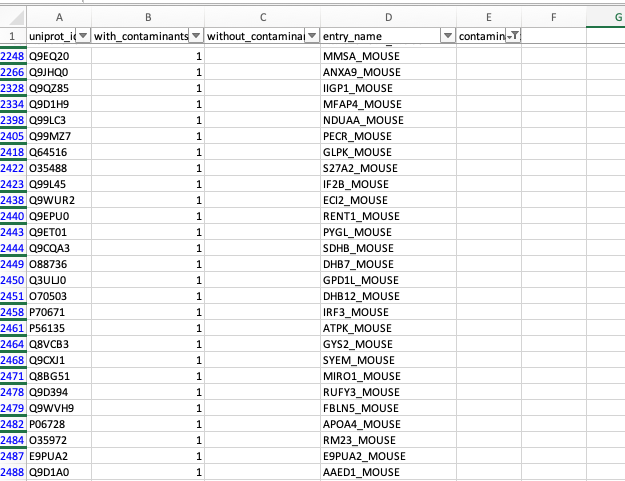 A B C D E F G
1 uniprot_id with_contaminants without_contaminar entry_name contamin
2248 Q9EQ20 1 MMSA_MOUSE
2266 Q9JHQ0 1 ANXA9_MOUSE
2328 Q9QZ85 1 IIGP1_MOUSE
2334 Q9D1H9 1 MFAP4_MOUSE
2398 Q99LC3 1 NDUAA_MOUSE
2405 Q99MZ7 1 PECR_MOUSE
2418 Q64516 1 GLPK_MOUSE
2422 O35488 1 S27A2_MOUSE
2423 Q99L45 1 IF2B_MOUSE
2438 Q9WUR2 1 ECI2_MOUSE
2440 Q9EPU0 1 RENT1_MOUSE
2443 Q9ET01 1 PYGL_MOUSE
2444 Q9CQA3 1 SDHB_MOUSE
2449 O88736 1 DHB7_MOUSE
2450 Q3ULJ0 1 GPD1L_MOUSE
2451 O70503 1 DHB12_MOUSE
2458 P70671 1 IRF3_MOUSE
2461 P56135 1 ATPK_MOUSE
2464 Q8VCB3 1 GYS2_MOUSE
2468 Q9CXJ1 1 SYEM_MOUSE
2471 Q8BG51 1 MIRO1_MOUSE
2478 Q9D394 1 RUFY3_MOUSE
2479 Q9WVH9 1 FBLN5_MOUSE
2482 P06728 1 APOA4_MOUSE
2484 O35972 1 RM23_MOUSE
2487 E9PUA2 1 E9PUA2_MOUSE
2488 Q9D1A0 1 AAED1_MOUSE